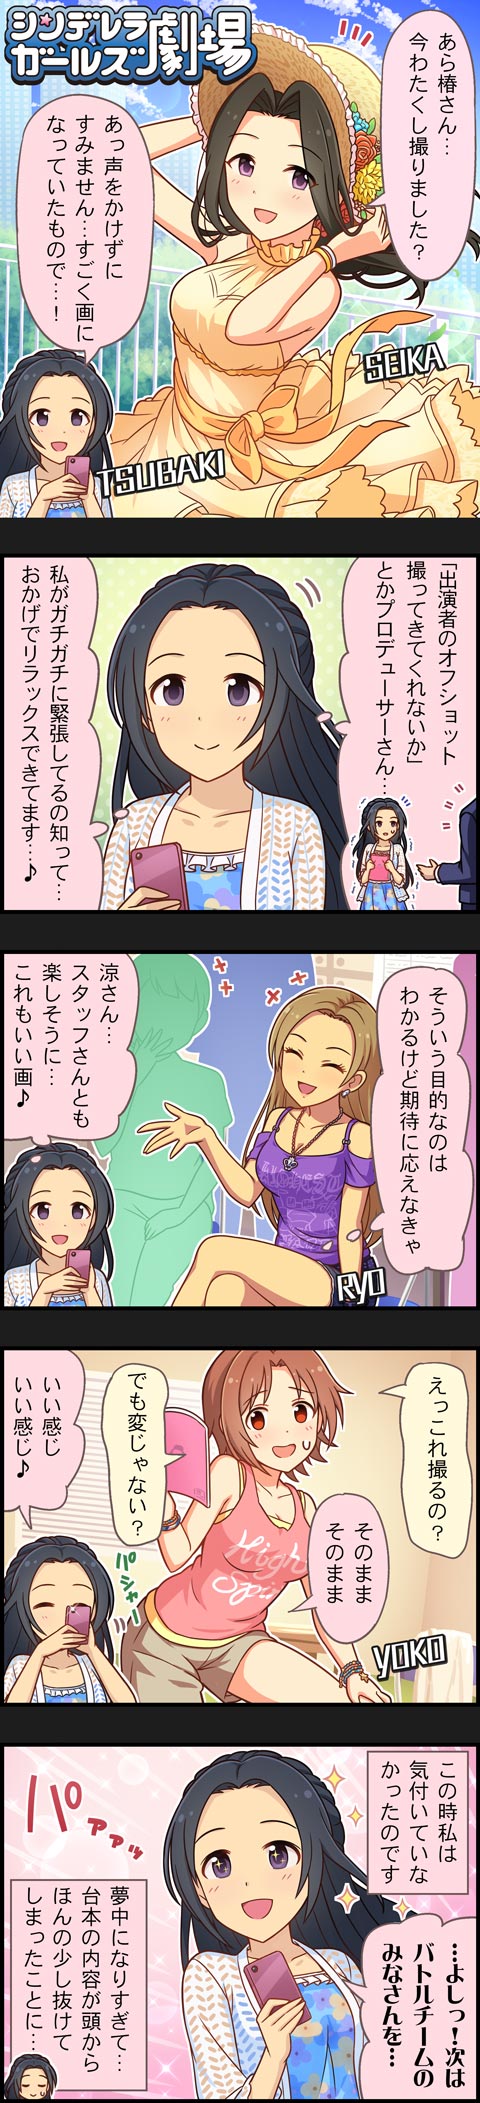 シンデレラ
ガールズ劇場
あら椿さん…
今わたくし撮りました？
あっ声をかけずに
すみません…すごく画に
なっていたもので…！
SEIKA
TSUBAKI
「出演者のオフショット
撮ってきてくれないか」
とかプロデューサーさん…
私がガチガチに緊張してるの知って…
おかげでリラックスできてます…♪
そういう目的なのは
わかるけど期待に応えなきゃ
涼さん…
スタッフさんとも
楽しそうに…
これもいい画♪
RYO
えっこれ撮るの？
でも変じゃない？
そのまま
そのまま
いい感じ
いい感じ♪
パシャー
High
YOKO
この時私は
気付いていな
かったのです
…よしっ！次は
バトルチームの
みなさんを…
パアァッ
夢中になりすぎて…
台本の内容が頭から
ほんの少し抜けて
しまったことに…